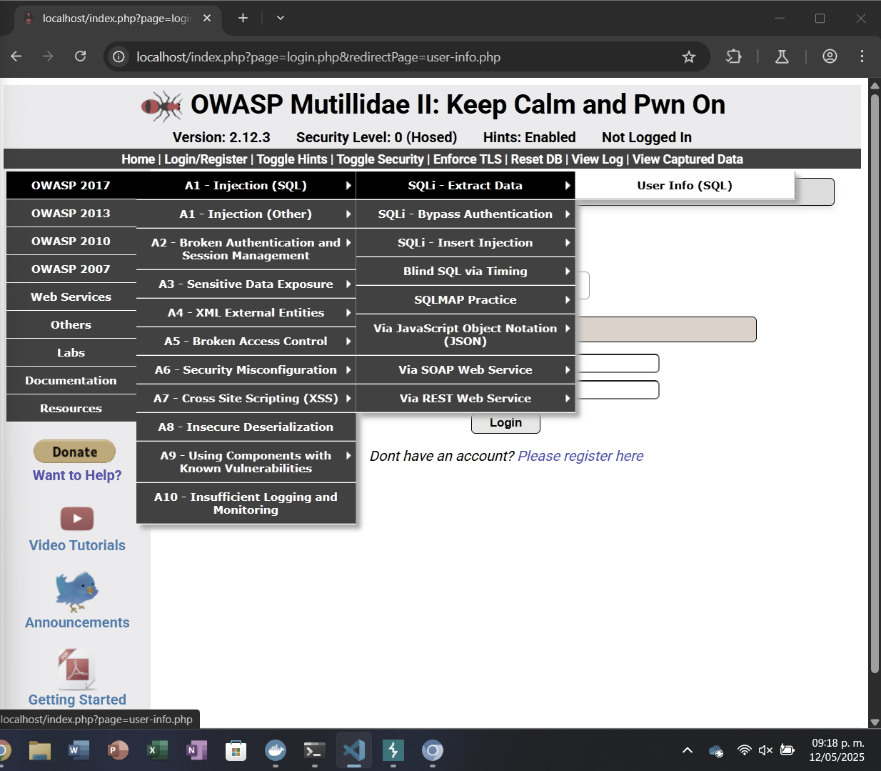 localhost/index.php?page=logi
localhost/index.php?page=login.php&redirectPage=user-info.php
OWASP Mutillidae II: Keep Calm and Pwn On
Version: 2.12.3 Security Level: 0 (Hosed) Hints: Enabled Not Logged In
Home | Login/Register | Toggle Hints | Toggle Security | Enforce TLS | Reset DB | View Log | View Captured Data
OWASP 2017
OWASP 2013
OWASP 2010
OWASP 2007
Web Services
Others
Labs
Documentation
Resources
A1 - Injection (SQL)
A1 - Injection (Other)
A2 - Broken Authentication and
Session Management
A3 - Sensitive Data Exposure
A4 - XML External Entities
A5 - Broken Access Control
A6 - Security Misconfiguration
A7 - Cross Site Scripting (XSS)
A8 - Insecure Deserialization
A9 - Using Components with
Known Vulnerabilities
A10 - Insufficient Logging and
Monitoring
SQLi - Extract Data
SQLi - Bypass Authentication
SQLi - Insert Injection
Blind SQL via Timing
SQLMAP Practice
Via JavaScript Object Notation
(JSON)
Via SOAP Web Service
Via REST Web Service
User Info (SQL)
Login
Dont have an account? Please register here
Donate
Want to Help?
Video Tutorials
Announcements
Getting Started
localhost/index.php?page=user-info.php
09:18 p. m.
12/05/2025